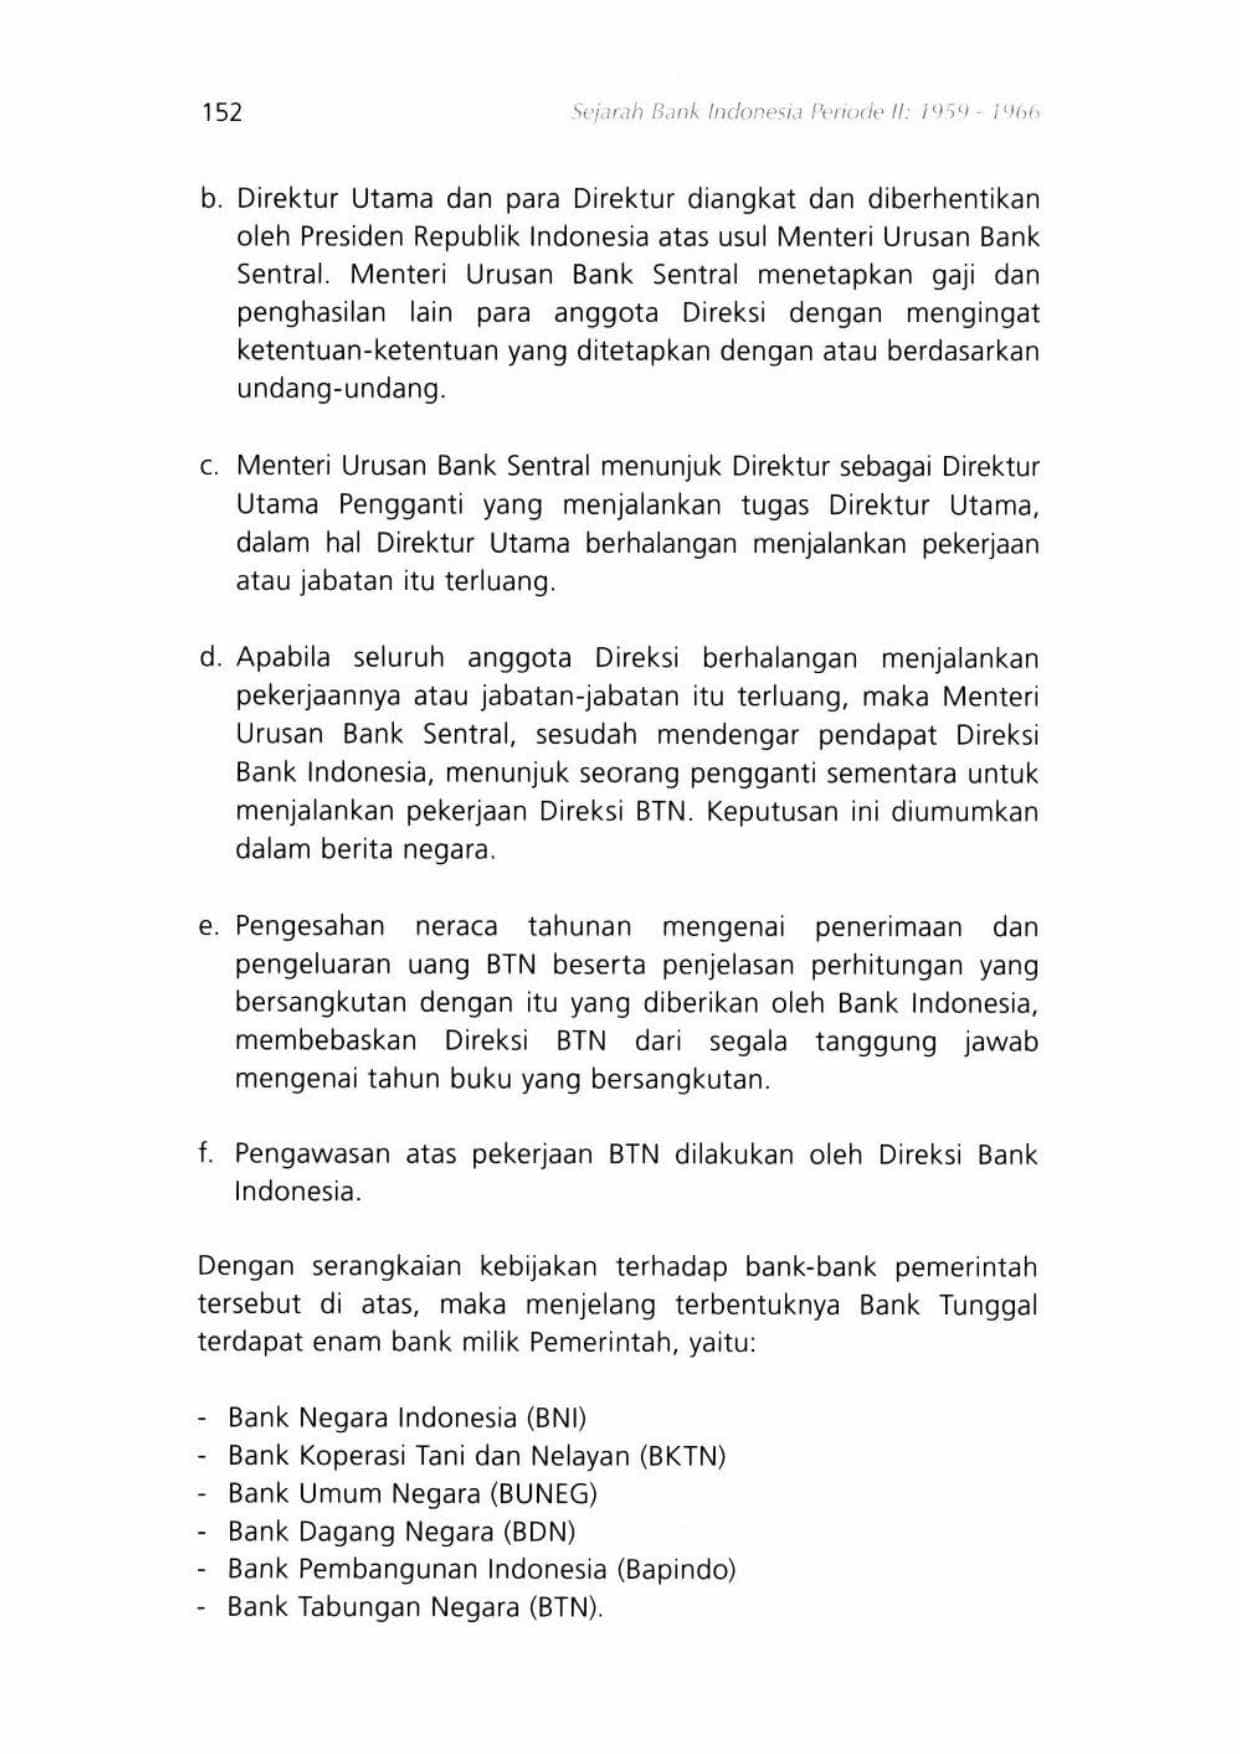 152 Sejarah Bank Indonesia Periode II: 1959 - 1966
b. Direktur Utama dan para Direktur diangkat dan diberhentikan
oleh Presiden Republik Indonesia atas usul Menteri Urusan Bank
Sentral. Menteri Urusan Bank Sentral menetapkan gaji dan
penghasilan lain para anggota Direksi dengan mengingat
ketentuan-ketentuan yang ditetapkan dengan atau berdasarkan
undang-undang.
c. Menteri Urusan Bank Sentral menunjuk Direktur sebagai Direktur
Utama Pengganti yang menjalankan tugas Direktur Utama,
dalam hal Direktur Utama berhalangan menjalankan pekerjaan
atau jabatan itu terluang.
d. Apabila seluruh anggota Direksi berhalangan menjalankan
pekerjaannya atau jabatan-jabatan itu terluang, maka Menteri
Urusan Bank Sentral, sesudah mendengar pendapat Direksi
Bank Indonesia, menunjuk seorang pengganti sementara untuk
menjalankan pekerjaan Direksi BTN. Keputusan ini diumumkan
dalam berita negara.
e. Pengesahan neraca tahunan mengenai penerimaan dan
pengeluaran uang BTN beserta penjelasan perhitungan yang
bersangkutan dengan itu yang diberikan oleh Bank Indonesia,
membebaskan Direksi BTN dari segala tanggung jawab
mengenai tahun buku yang bersangkutan.
f. Pengawasan atas pekerjaan BTN dilakukan oleh Direksi Bank
Indonesia.
Dengan serangkaian kebijakan terhadap bank-bank pemerintah
tersebut di atas, maka menjelang terbentuknya Bank Tunggal
terdapat enam bank milik Pemerintah, yaitu:
- Bank Negara Indonesia (BNI)
- Bank Koperasi Tani dan Nelayan (BKTN)
- Bank Umum Negara (BUNEG)
- Bank Dagang Negara (BDN)
- Bank Pembangunan Indonesia (Bapindo)
- Bank Tabungan Negara (BTN).